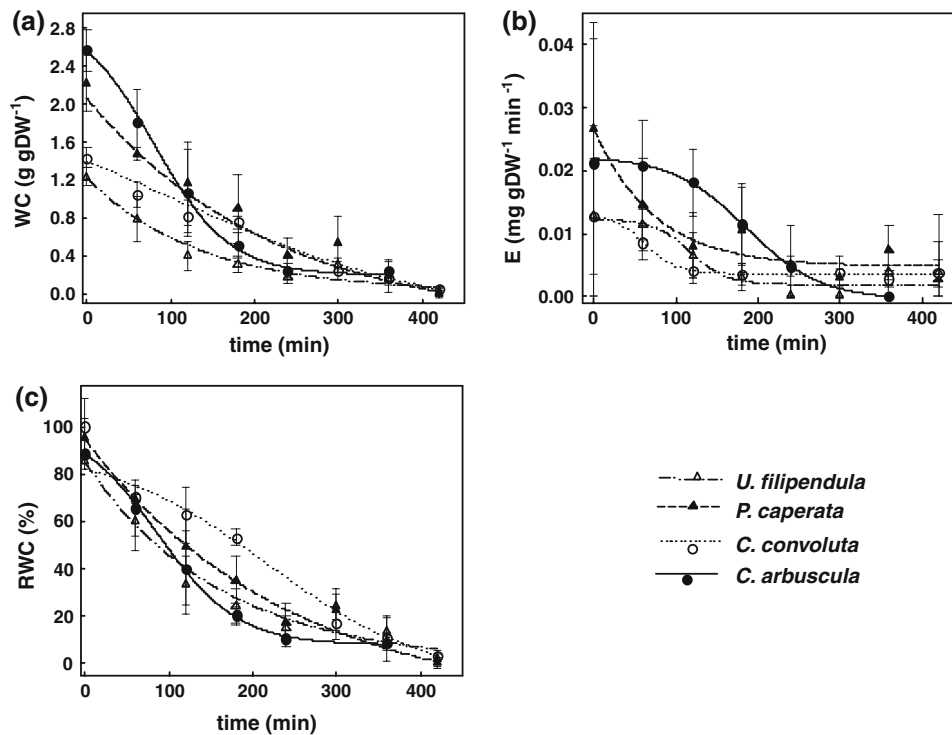 (a)
WC (g gDW⁻¹)
2.8
2.4
2.0
1.6
1.2
0.8
0.4
0.0
0 100 200 300 400
time (min)
(b)
E (mg gDW⁻¹ min⁻¹)
0.04
0.03
0.02
0.01
0.00
0 100 200 300 400
time (min)
(c)
RWC (%)
100
80
60
40
20
0
0 100 200 300 400
time (min)
U. filipendula
P. caperata
C. convoluta
C. arbuscula